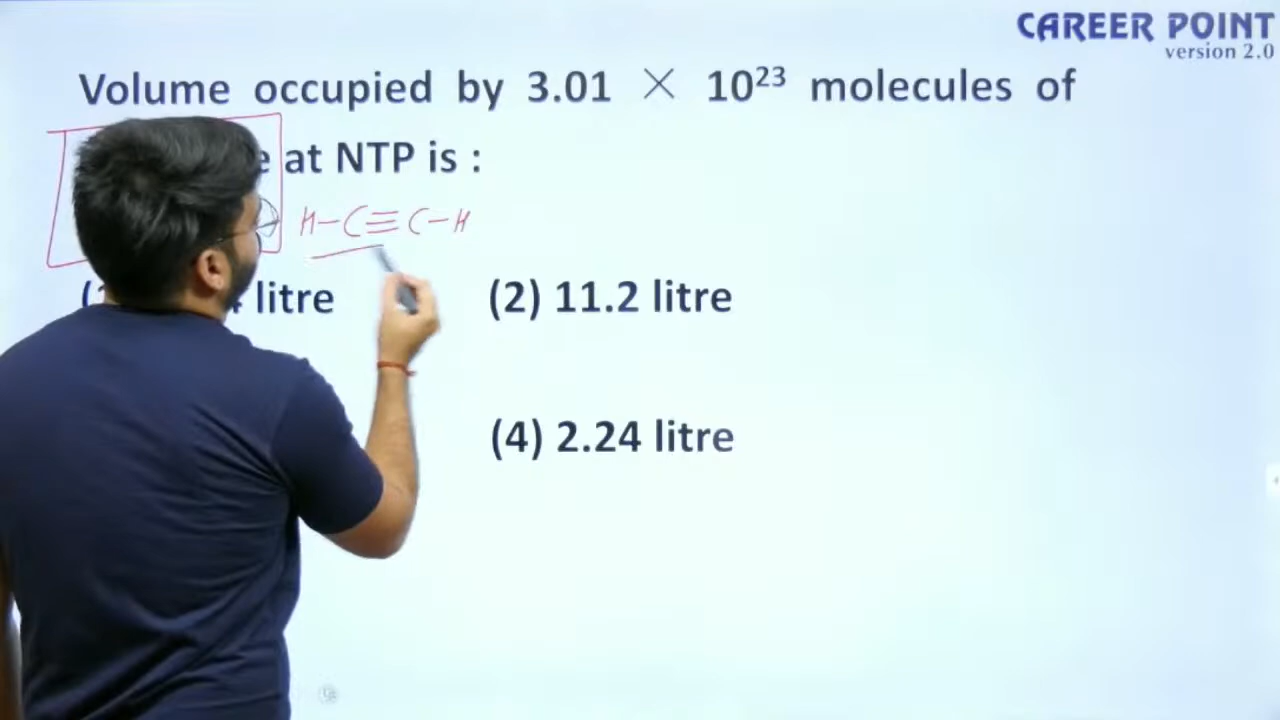 CAREER POINT
version 2.0
Volume occupied by 3.01 × 10²³ molecules of
at NTP is :
H–C≡C–H
litre (2) 11.2 litre
(4) 2.24 litre